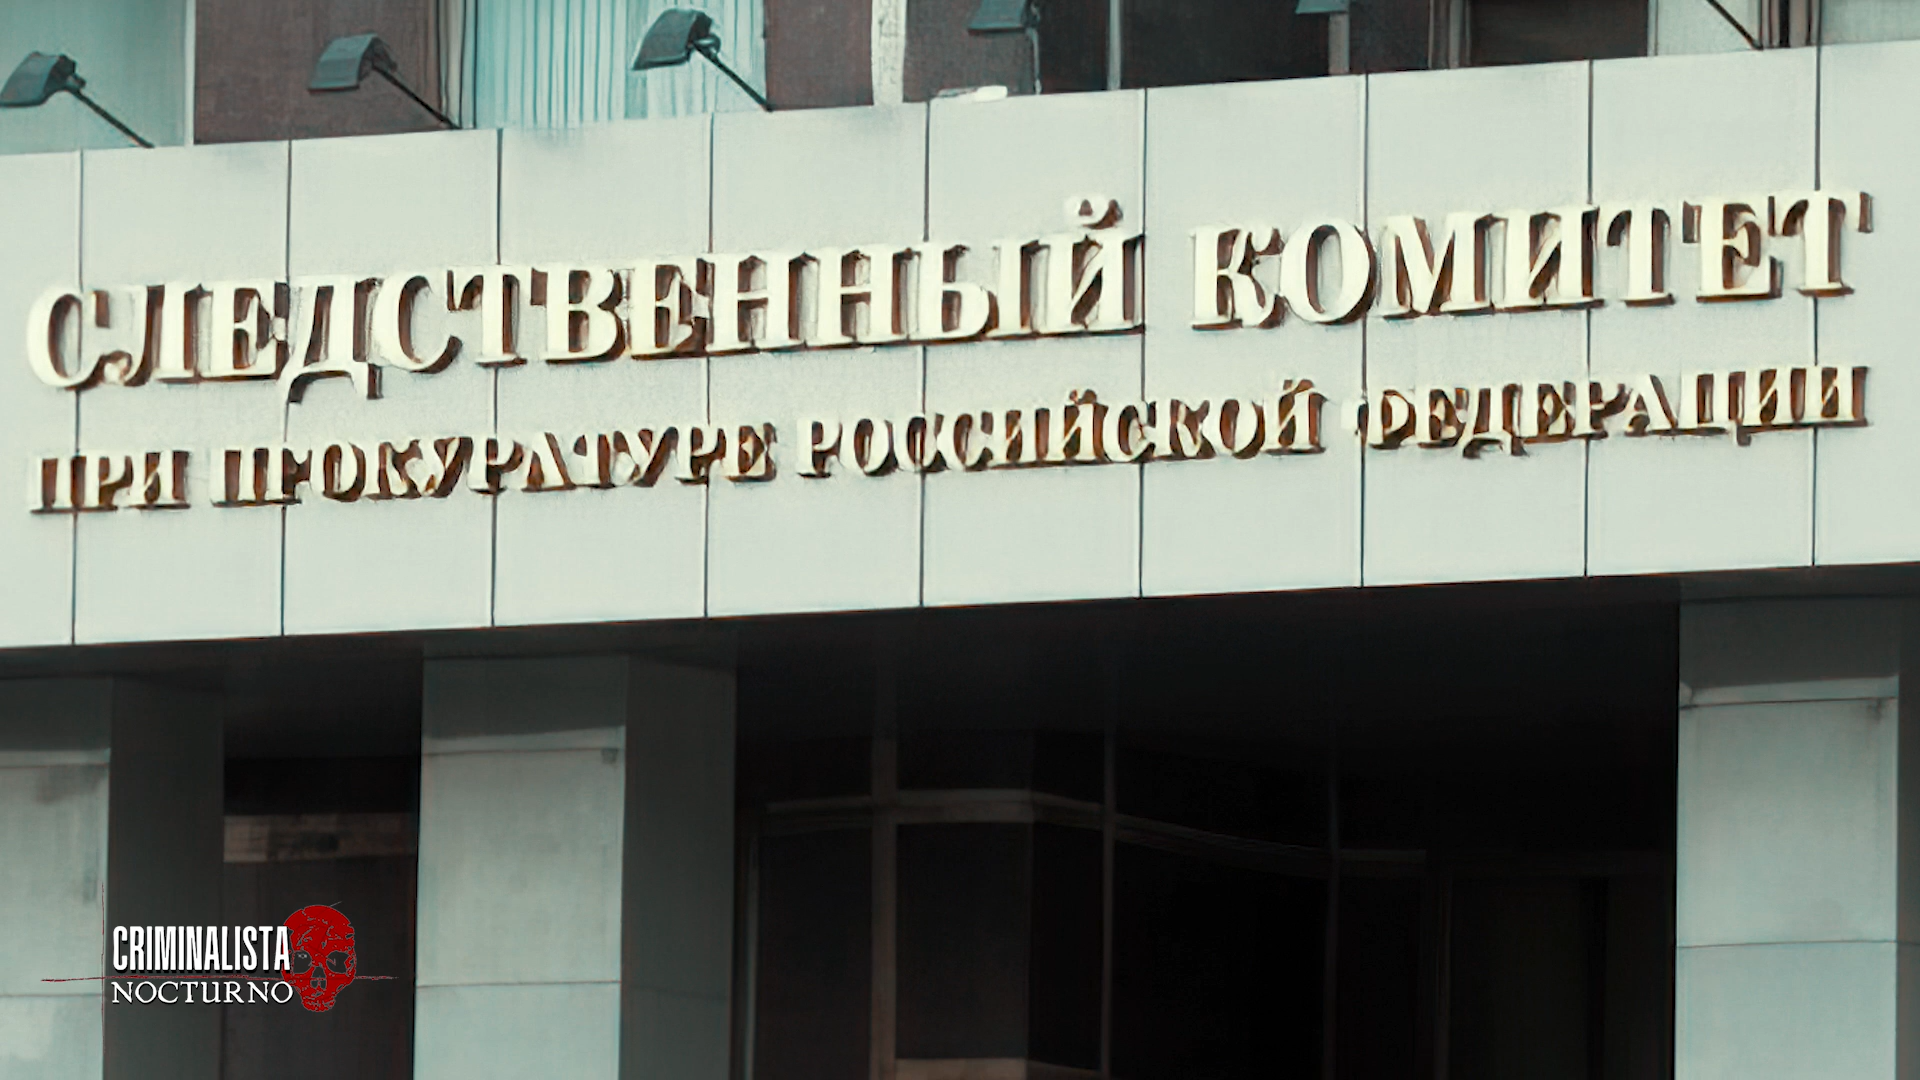 СЛЕДСТВЕННЫЙ КОМИТЕТ
ПРИ ПРОКУРАТУРЕ РОССИЙСКОЙ ФЕДЕРАЦИИ
CRIMINALISTA
NOCTURNO